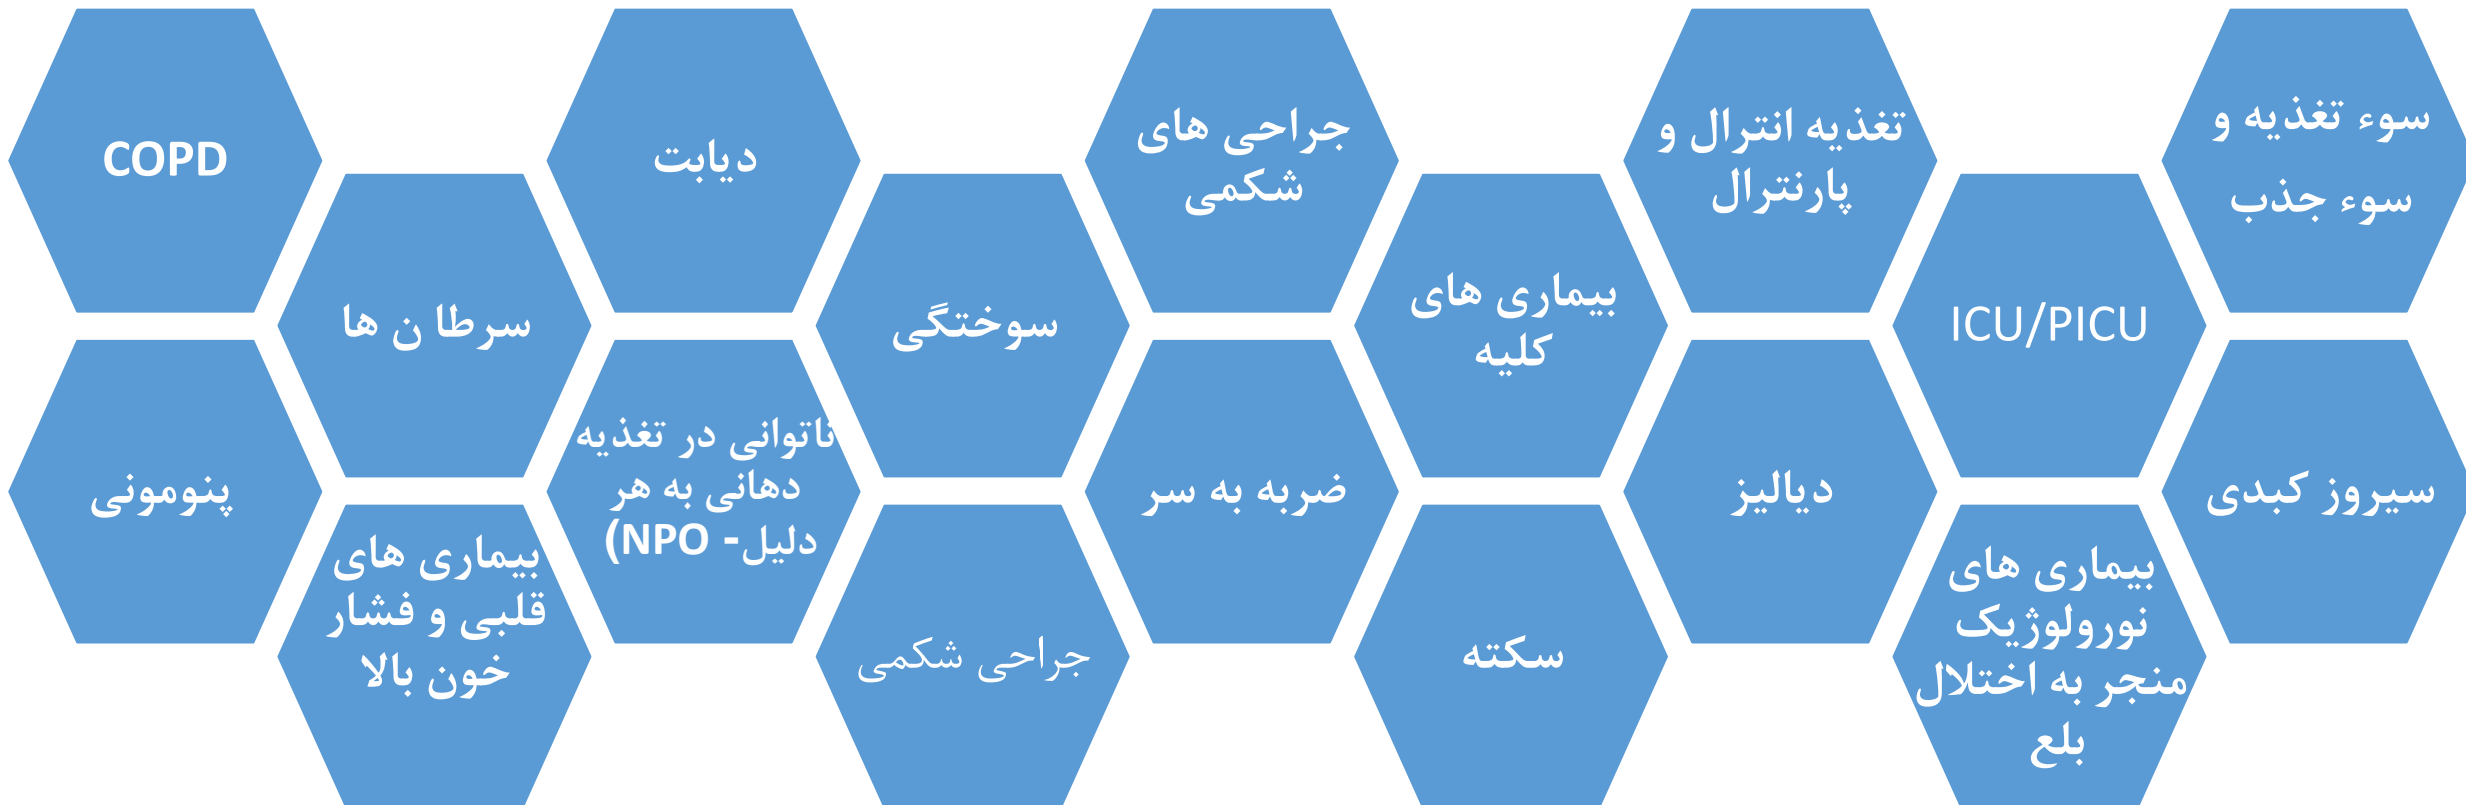 سوء تغذیه و
سوء جذب
تغذیه انترال و
پارنترال
جراحی های
شکمی
دیابت
COPD
ICU/PICU
بیماری های
کلیه
سوختگی
سرطا ن ها
سیروز کبدی
دیالیز
ضربه به سر
ناتوانی در تغذیه
دهانی به هر
دلیل- NPO)
پنومونی
بیماری های
نورولوژیک
منجر به اختلال
بلع
سکته
جراحی شکمی
بیماری های
قلبی و فشار
خون بالا